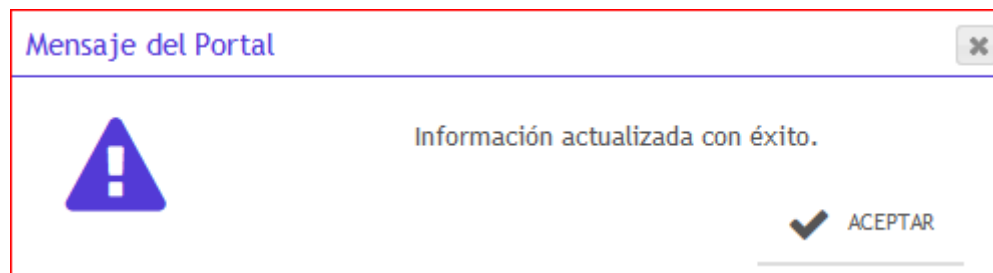 Mensaje del Portal
Información actualizada con éxito.
ACEPTAR